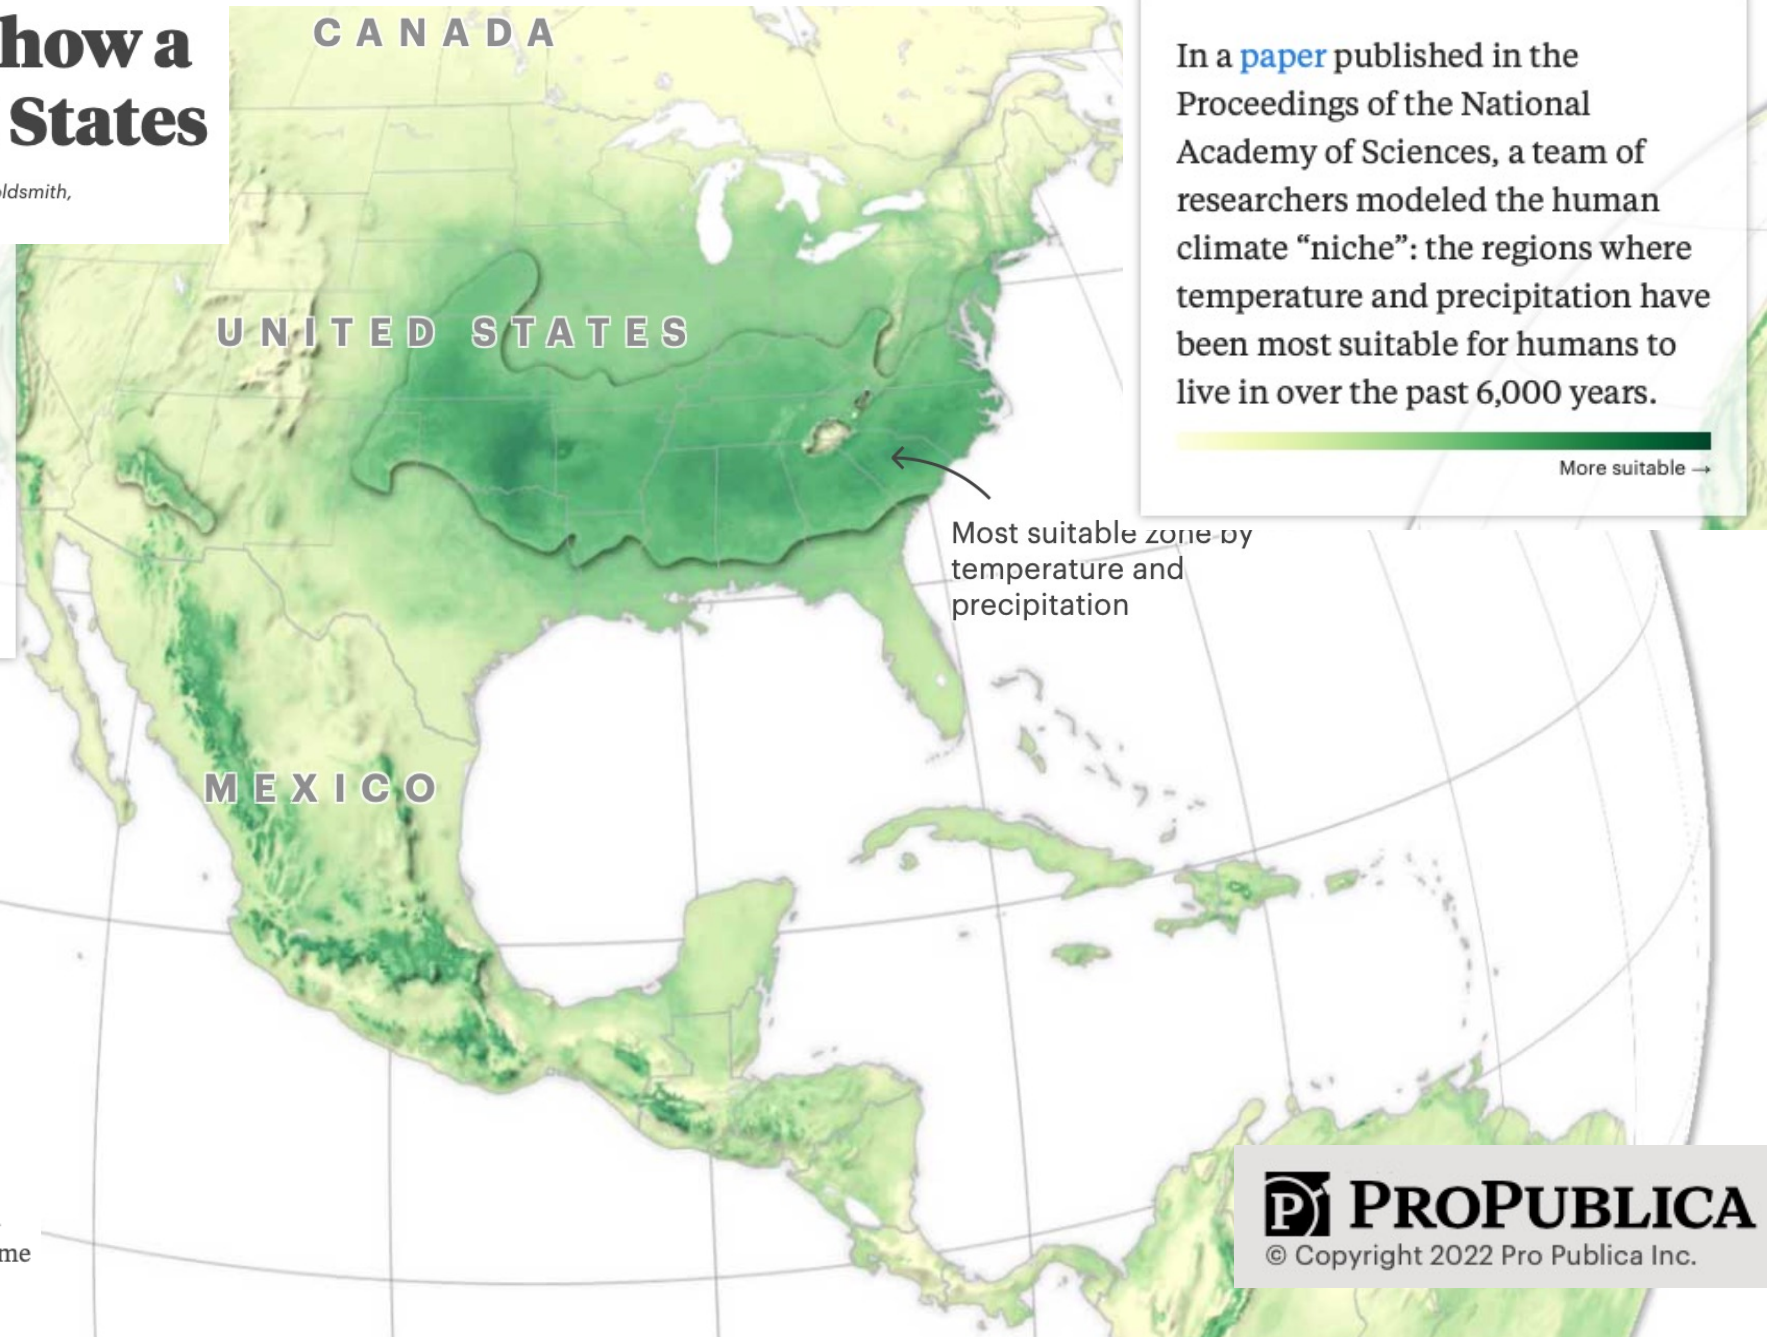 how a
States
ldsmith,
CANADA
In a paper published in the
Proceedings of the National
Academy of Sciences, a team of
researchers modeled the human
climate “niche”: the regions where
temperature and precipitation have
been most suitable for humans to
live in over the past 6,000 years.
More suitable →
UNITED STATES
Most suitable zone by
temperature and
precipitation
MEXICO
me
PROPUBLICA
© Copyright 2022 Pro Publica Inc.